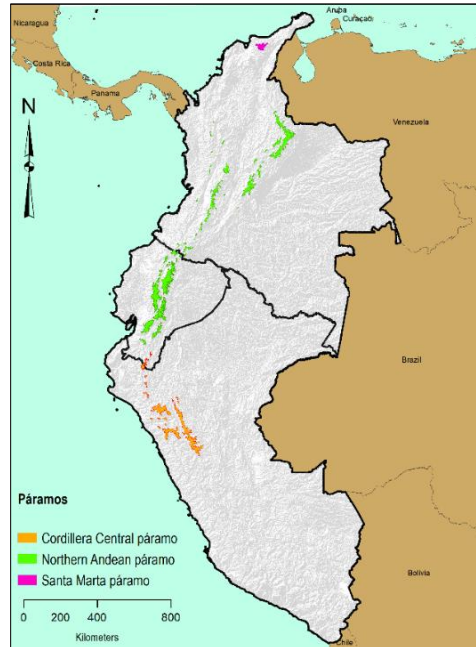 Nicaragua
Aruba
Curaçao
Costa Rica
Panama
Venezuela
N
Brazil
Páramos
Cordillera Central páramo
Northern Andean páramo
Santa Marta páramo
0 200 400 800
Kilometers
Bolivia
Chile